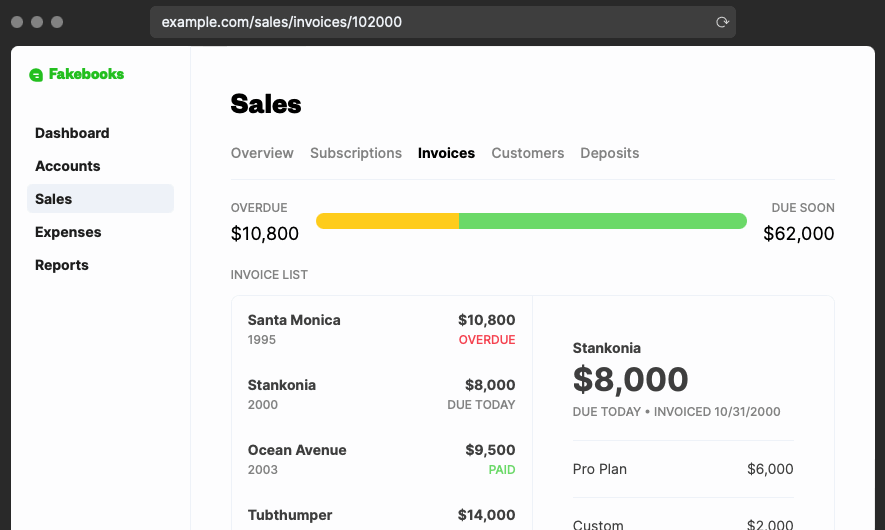 example.com/sales/invoices/102000
Fakebooks
Dashboard
Accounts
Sales
Expenses
Reports
Sales
Overview Subscriptions Invoices Customers Deposits
OVERDUE
$10,800
DUE SOON
$62,000
INVOICE LIST
Santa Monica $10,800
1995 OVERDUE
Stankonia $8,000
2000 DUE TODAY
Ocean Avenue $9,500
2003 PAID
Tubthumper $14,000
Stankonia
$8,000
DUE TODAY • INVOICED 10/31/2000
Pro Plan $6,000
Custom $2,000